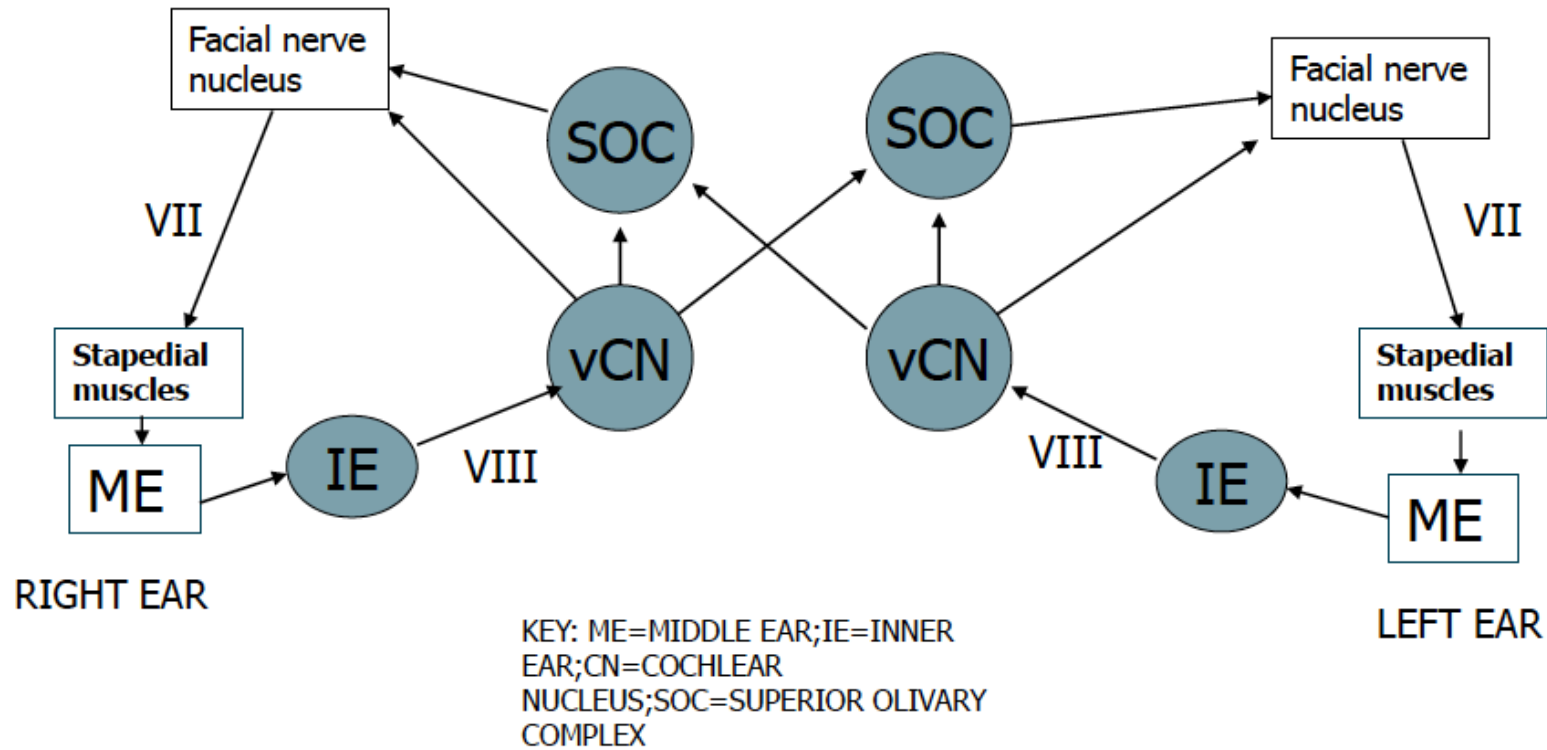 Facial nerve
nucleus
SOC
SOC
Facial nerve
nucleus
VII
VII
Stapedial
muscles
vCN
vCN
Stapedial
muscles
ME
IE
VIII
VIII
IE
ME
RIGHT EAR
LEFT EAR
KEY: ME=MIDDLE EAR;IE=INNER
EAR;CN=COCHLEAR
NUCLEUS;SOC=SUPERIOR OLIVARY
COMPLEX